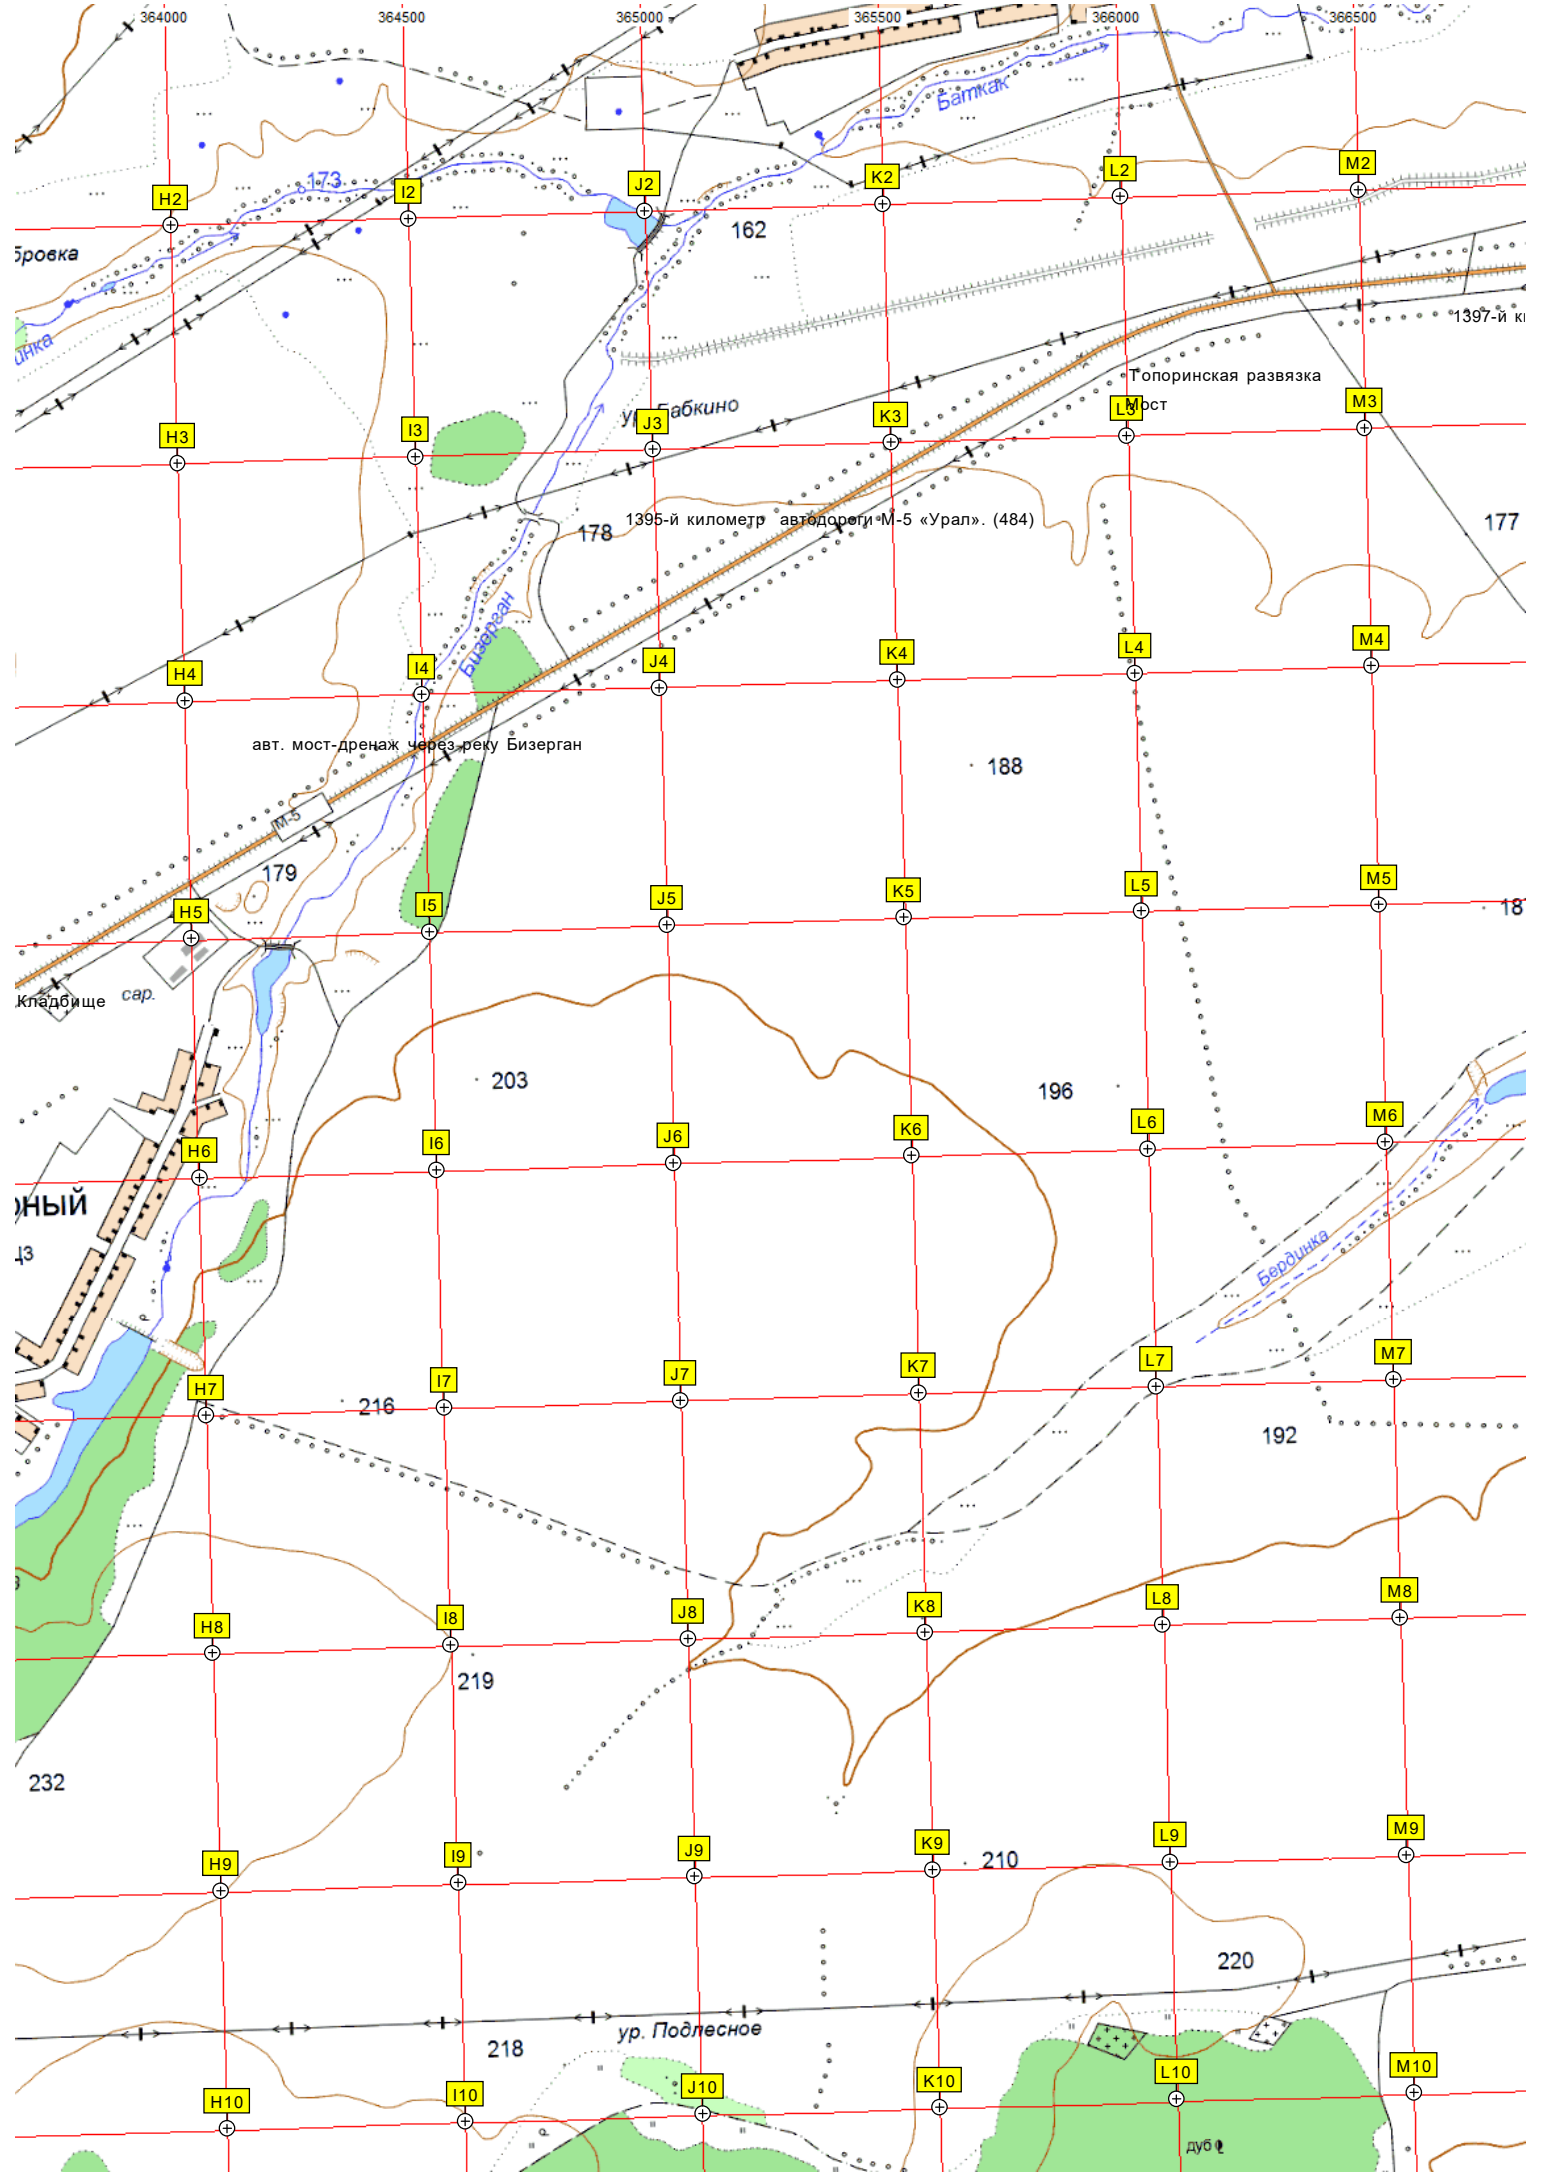 364000 364500 365000 365500 366000 366500
Баткак
173
H2 I2 J2 K2 L2 M2
162
бровка
инка
1397-й
Топоринская развязка
Мост
ур. Бабкино
H3 I3 J3 K3 L3 M3
178
1395-й километр автодороги М-5 «Урал». (484)
177
Бизерган
H4 I4 J4 K4 L4 M4
авт. мост-дренаж через реку Бизерган
188
М-5
179
H5 I5 J5 K5 L5 M5
18
Кладбище
сар.
203
196
H6 I6 J6 K6 L6 M6
ный
Бердинка
H7 I7 J7 K7 L7 M7
216
192
H8 I8 J8 K8 L8 M8
219
232
H9 I9 J9 K9 L9 M9
210
220
ур. Подлесное
218
H10 I10 J10 K10 L10 M10
дуб